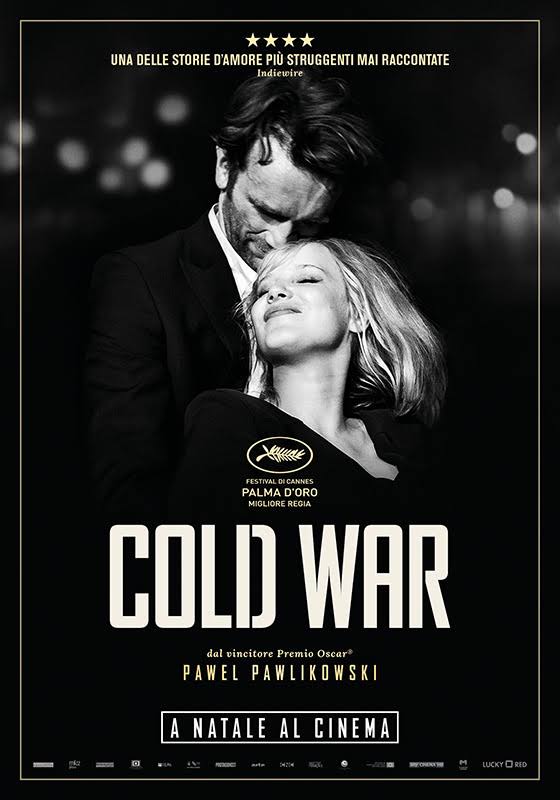 UNA DELLE STORIE D'AMORE PIÙ STRUGGENTI MAI RACCONTATE
Indiewire
FESTIVAL DI CANNES
PALMA D'ORO
MIGLIORE REGIA
COLD WAR
dal vincitore Premio Oscar®
PAWEL PAWLIKOWSKI
A NATALE AL CINEMA
LUCKY RED